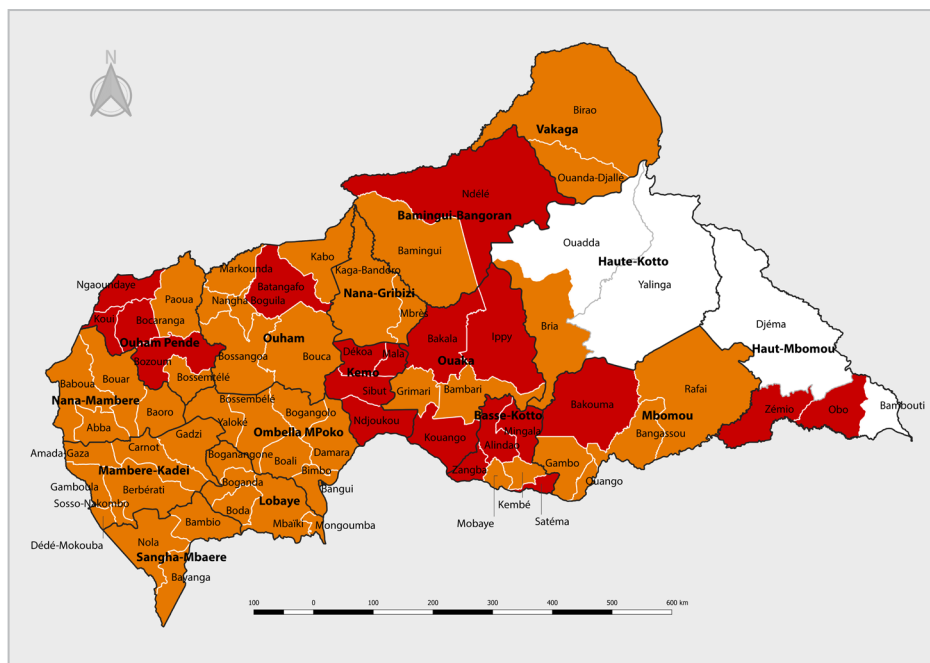 N
Birao
Vakaga
Ouanda-Djallé
Ndélé
Bamingui-Bangoran
Ouadda
Haute-Kotto
Yalinga
Kabo
Bamingui
Markounda
Kaga-Bandoro
Ngaoundaye
Batangafo
Nana-Gribizi
Paoua
Nangha Boguila
Mbrès
Koui
Bocaranga
Djéma
Haut-Mbomou
Ouham Pende
Ouham
Bakala
Ippy
Bria
Bozoum
Bossangoa
Bouca
Dékoa
Mala
Ouaka
Kemo
Baboua
Bouar
Bossemtélé
Nana-Mambere
Sibut
Grimari
Bambari
Rafai
Bossembélé
Baoro
Bogangolo
Ndjoukou
Basse-Kotto
Bakouma
Mbomou
Zémio
Obo
Bambouti
Abba
Yaloké
Ombella MPoko
Mingala
Bangassou
Gadzi
Kouango
Alindao
Amada-Gaza
Carnot
Boganangone
Damara
Boali
Gambo
Mambere-Kadei
Bimbo
Zangba
Gamboula
Berbérati
Boganda
Bangui
Ouango
Sosso-Nakombo
Lobaye
Kembé
Boda
Mobaye
Satéma
Bambio
Mbaïki
Mongoumba
Dédé-Mokouba
Nola
Sangha-Mbaere
Bayanga
100 0 100 200 300 400 500 600 km